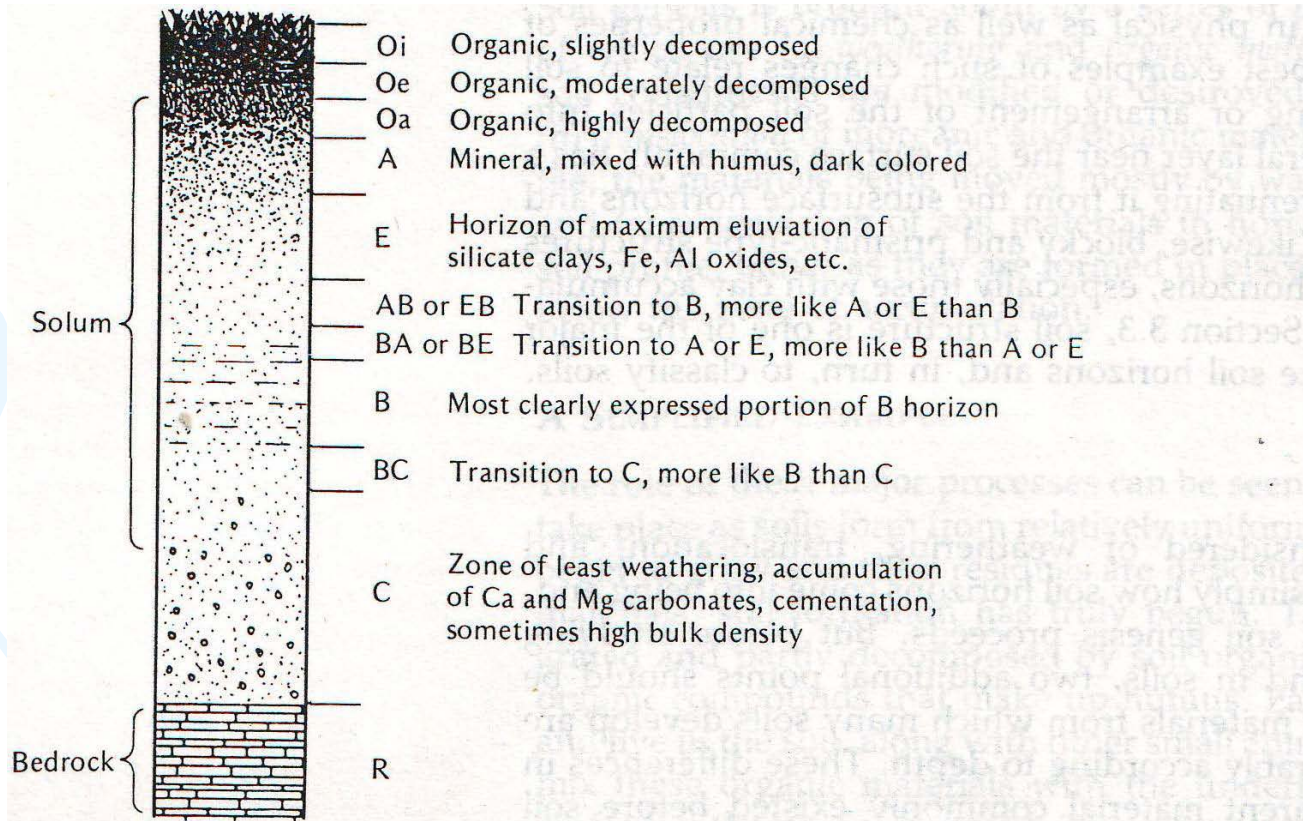 Oi Organic, slightly decomposed
Oe Organic, moderately decomposed
Oa Organic, highly decomposed
A Mineral, mixed with humus, dark colored
E Horizon of maximum eluviation of
silicate clays, Fe, Al oxides, etc.
AB or EB Transition to B, more like A or E than B
Solum
BA or BE Transition to A or E, more like B than A or E
B Most clearly expressed portion of B horizon
BC Transition to C, more like B than C
C Zone of least weathering, accumulation
of Ca and Mg carbonates, cementation,
sometimes high bulk density
Bedrock
R